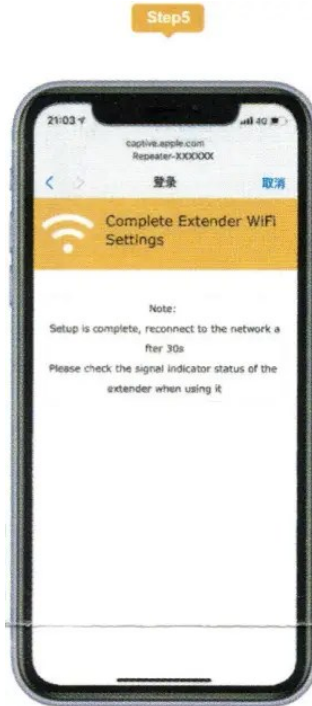 Step5
21:03
4G
captive.apple.com
Repeater-XXXXXX
< > 登录 取消
Complete Extender WiFi
Settings
Note:
Setup is complete, reconnect to the network a
fter 30s
Please check the signal indicator status of the
extender when using it